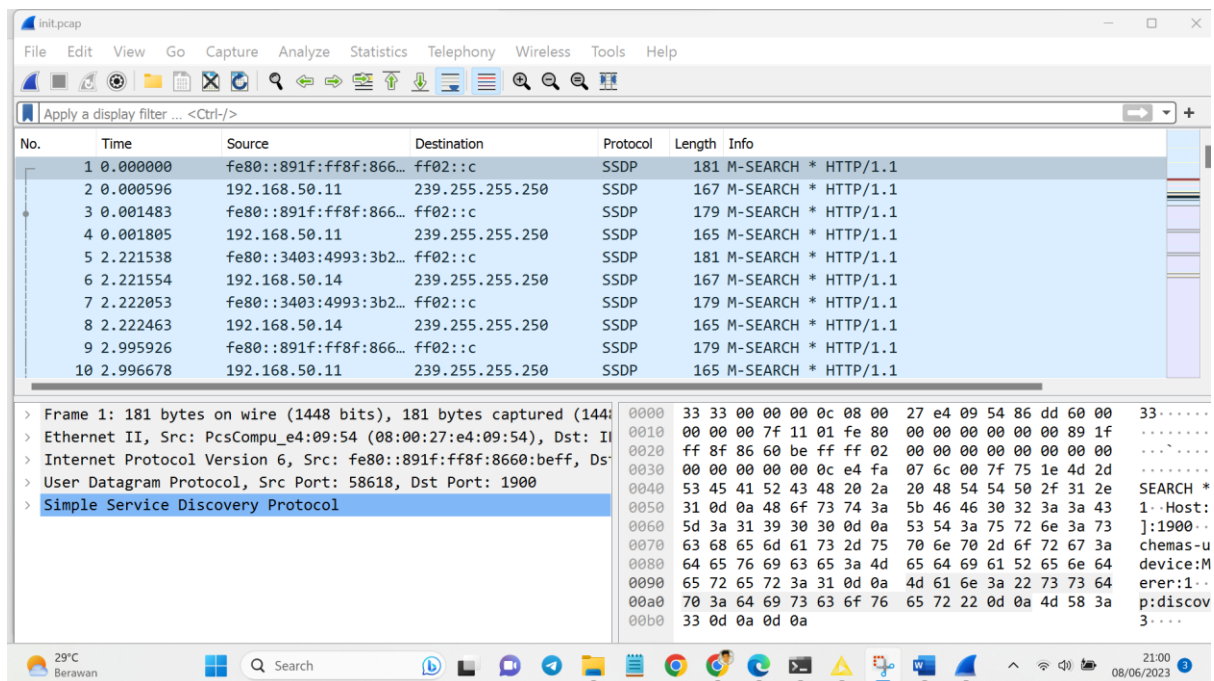 init.pcap
File Edit View Go Capture Analyze Statistics Telephony Wireless Tools Help
Apply a display filter ... <Ctrl-/>
No. Time Source Destination Protocol Length Info
1 0.000000 fe80::891f:ff8f:866… ff02::c SSDP 181 M-SEARCH * HTTP/1.1
2 0.000596 192.168.50.11 239.255.255.250 SSDP 167 M-SEARCH * HTTP/1.1
3 0.001483 fe80::891f:ff8f:866… ff02::c SSDP 179 M-SEARCH * HTTP/1.1
4 0.001805 192.168.50.11 239.255.255.250 SSDP 165 M-SEARCH * HTTP/1.1
5 2.221538 fe80::3403:4993:3b2… ff02::c SSDP 181 M-SEARCH * HTTP/1.1
6 2.221554 192.168.50.14 239.255.255.250 SSDP 167 M-SEARCH * HTTP/1.1
7 2.222053 fe80::3403:4993:3b2… ff02::c SSDP 179 M-SEARCH * HTTP/1.1
8 2.222463 192.168.50.14 239.255.255.250 SSDP 165 M-SEARCH * HTTP/1.1
9 2.995926 fe80::891f:ff8f:866… ff02::c SSDP 179 M-SEARCH * HTTP/1.1
10 2.996678 192.168.50.11 239.255.255.250 SSDP 165 M-SEARCH * HTTP/1.1
> Frame 1: 181 bytes on wire (1448 bits), 181 bytes captured (144
> Ethernet II, Src: PcsCompu_e4:09:54 (08:00:27:e4:09:54), Dst:
> Internet Protocol Version 6, Src: fe80::891f:ff8f:8660:beff, Ds
> User Datagram Protocol, Src Port: 58618, Dst Port: 1900
> Simple Service Discovery Protocol
0000 33 33 00 00 00 0c 08 00 27 e4 09 54 86 dd 60 00 33······
0010 00 00 00 7f 11 01 fe 80 00 00 00 00 00 00 89 1f ········
0020 ff 8f 86 60 be ff ff 02 00 00 00 00 00 00 00 00 ···`····
0030 00 00 00 00 00 0c e4 fa 07 6c 00 7f 75 1e 4d 2d ········
0040 53 45 41 52 43 48 20 2a 20 48 54 54 50 2f 31 2e SEARCH *
0050 31 0d 0a 48 6f 73 74 3a 5b 46 46 30 32 3a 3a 43 1··Host:
0060 5d 3a 31 39 30 30 0d 0a 53 54 3a 75 72 6e 3a 73 ]:1900··
0070 63 68 65 6d 61 73 2d 75 70 6e 70 2d 6f 72 67 3a chemas-u
0080 64 65 76 69 63 65 3a 4d 65 64 69 61 52 65 6e 64 device:M
0090 65 72 65 72 3a 31 0d 0a 4d 61 6e 3a 22 73 73 64 erer:1··
00a0 70 3a 64 69 73 63 6f 76 65 72 22 0d 0a 4d 58 3a p:discov
00b0 33 0d 0a 0d 0a 3····
29°C
Berawan
Search
21:00
08/06/2023
3